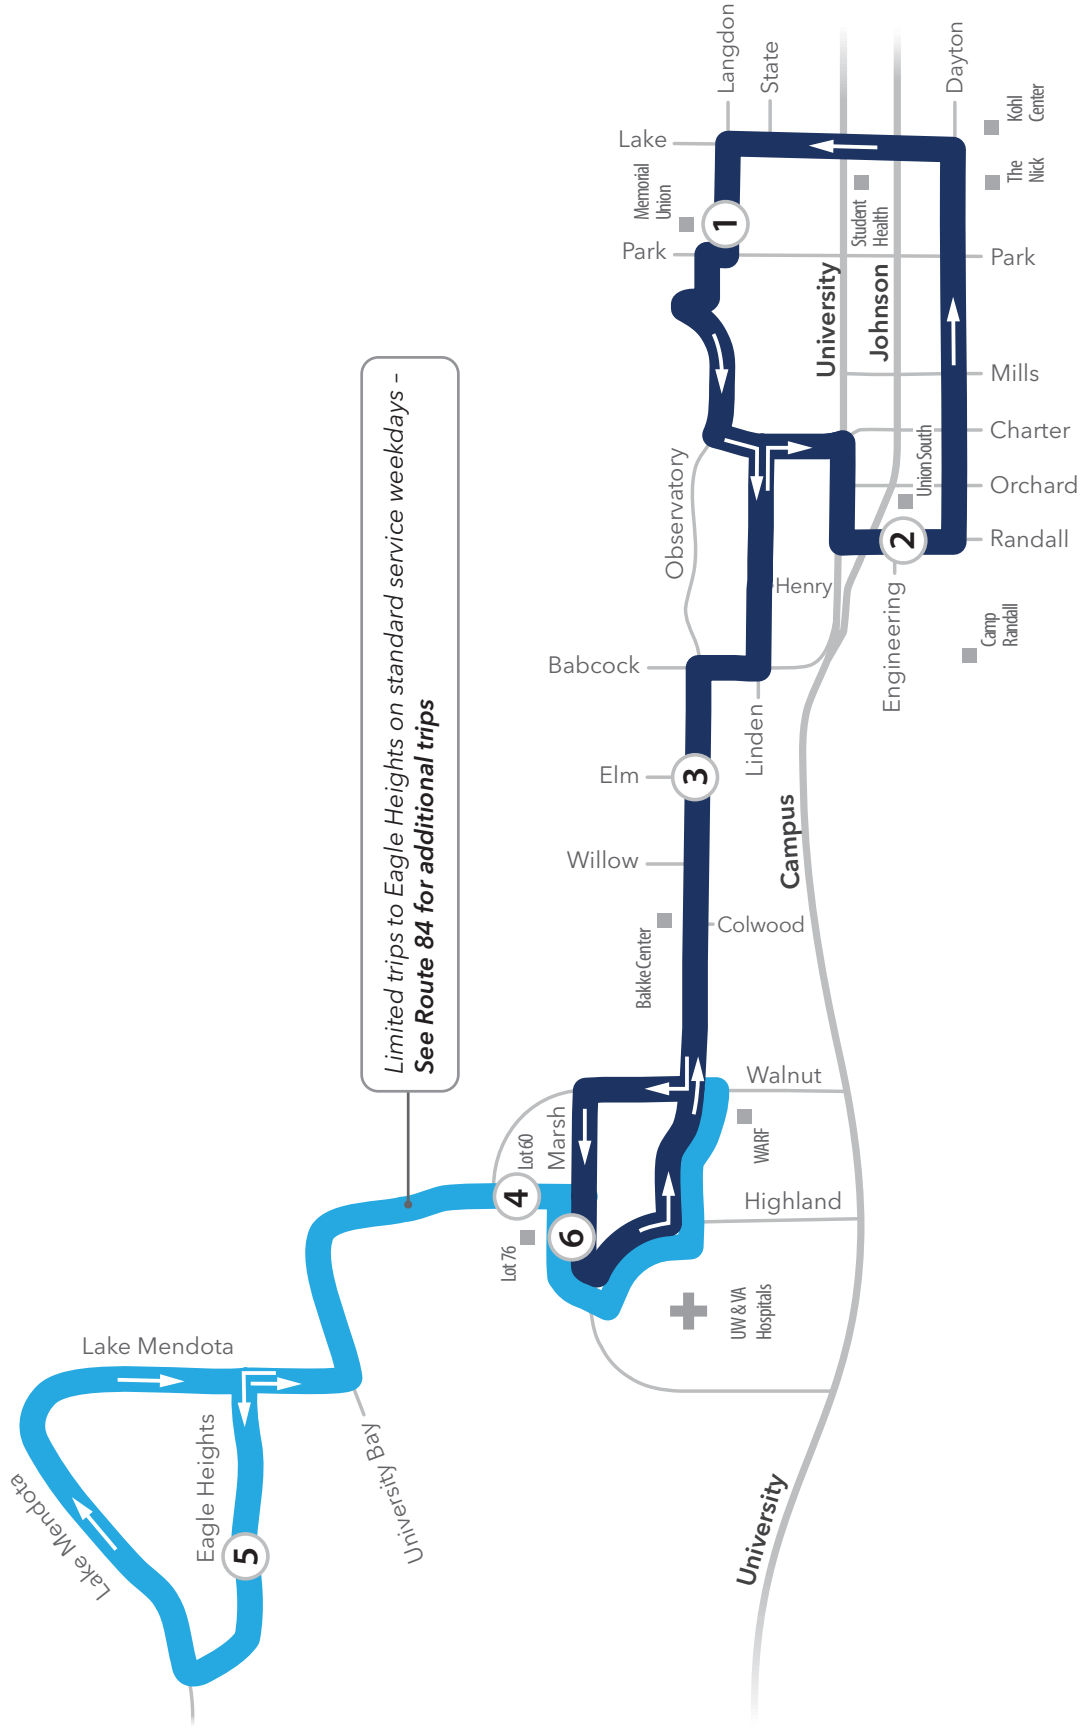 Langdon
State
Dayton
Lake
Kohl
Center
The
Nick
Memorial
Union
1
Student
Health
Park
Park
University
Johnson
Mills
Charter
Union South
Orchard
Randall
2
Observatory
Henry
Engineering
Camp
Randall
Babcock
Linden
Elm
3
Campus
Willow
Colwood
Bakke Center
Limited trips to Eagle Heights on standard service weekdays –
See Route 84 for additional trips
Walnut
WARF
Marsh
Lot 60
4
Highland
6
Lot 76
UW & VA
Hospitals
Lake Mendota
Eagle Heights
University Bay
Lake Mendota
5
University